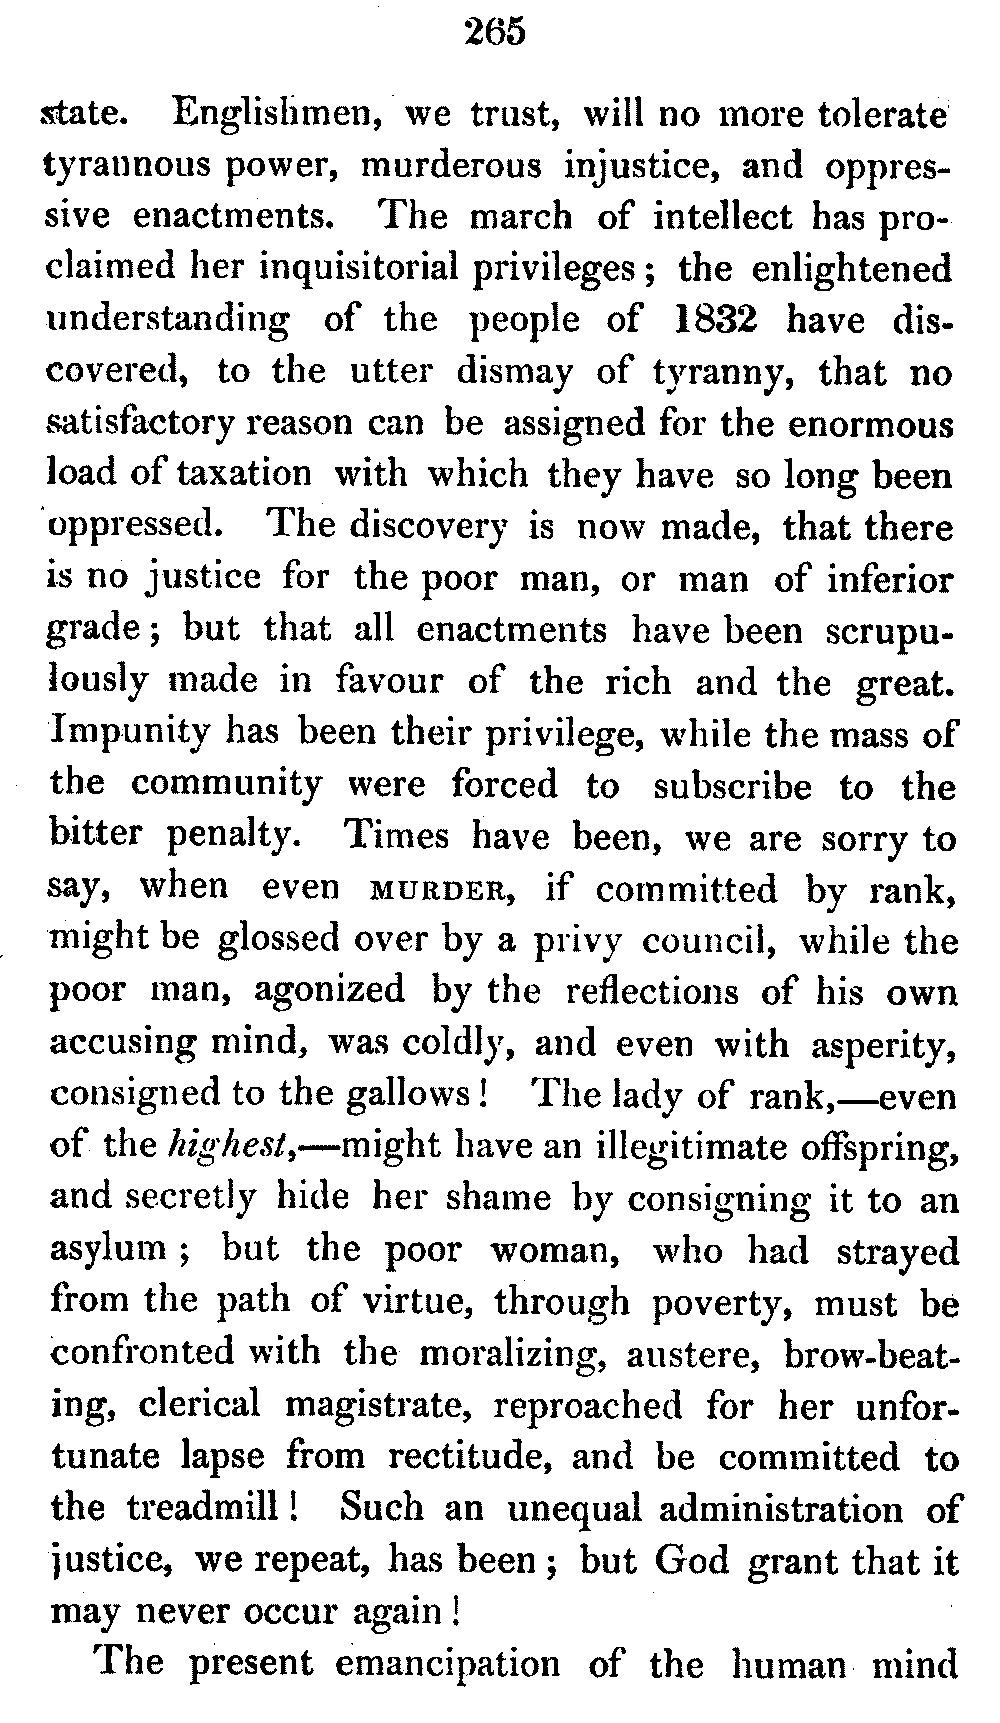 265
state. Englishmen, we trust, will no more tolerate
tyrannous power, murderous injustice, and oppres-
sive enactments. The march of intellect has pro-
claimed her inquisitorial privileges; the enlightened
understanding of the people of 1832 have dis-
covered, to the utter dismay of tyranny, that no
satisfactory reason can be assigned for the enormous
load of taxation with which they have so long been
oppressed. The discovery is now made, that there
is no justice for the poor man, or man of inferior
grade; but that all enactments have been scrupu-
lously made in favour of the rich and the great.
Impunity has been their privilege, while the mass of
the community were forced to subscribe to the
bitter penalty. Times have been, we are sorry to
say, when even MURDER, if committed by rank,
might be glossed over by a privy council, while the
poor man, agonized by the reflections of his own
accusing mind, was coldly, and even with asperity,
consigned to the gallows! The lady of rank,—even
of the highest,—might have an illegitimate offspring,
and secretly hide her shame by consigning it to an
asylum; but the poor woman, who had strayed
from the path of virtue, through poverty, must be
confronted with the moralizing, austere, brow-beat-
ing, clerical magistrate, reproached for her unfor-
tunate lapse from rectitude, and be committed to
the treadmill! Such an unequal administration of
justice, we repeat, has been; but God grant that it
may never occur again!
The present emancipation of the human mind